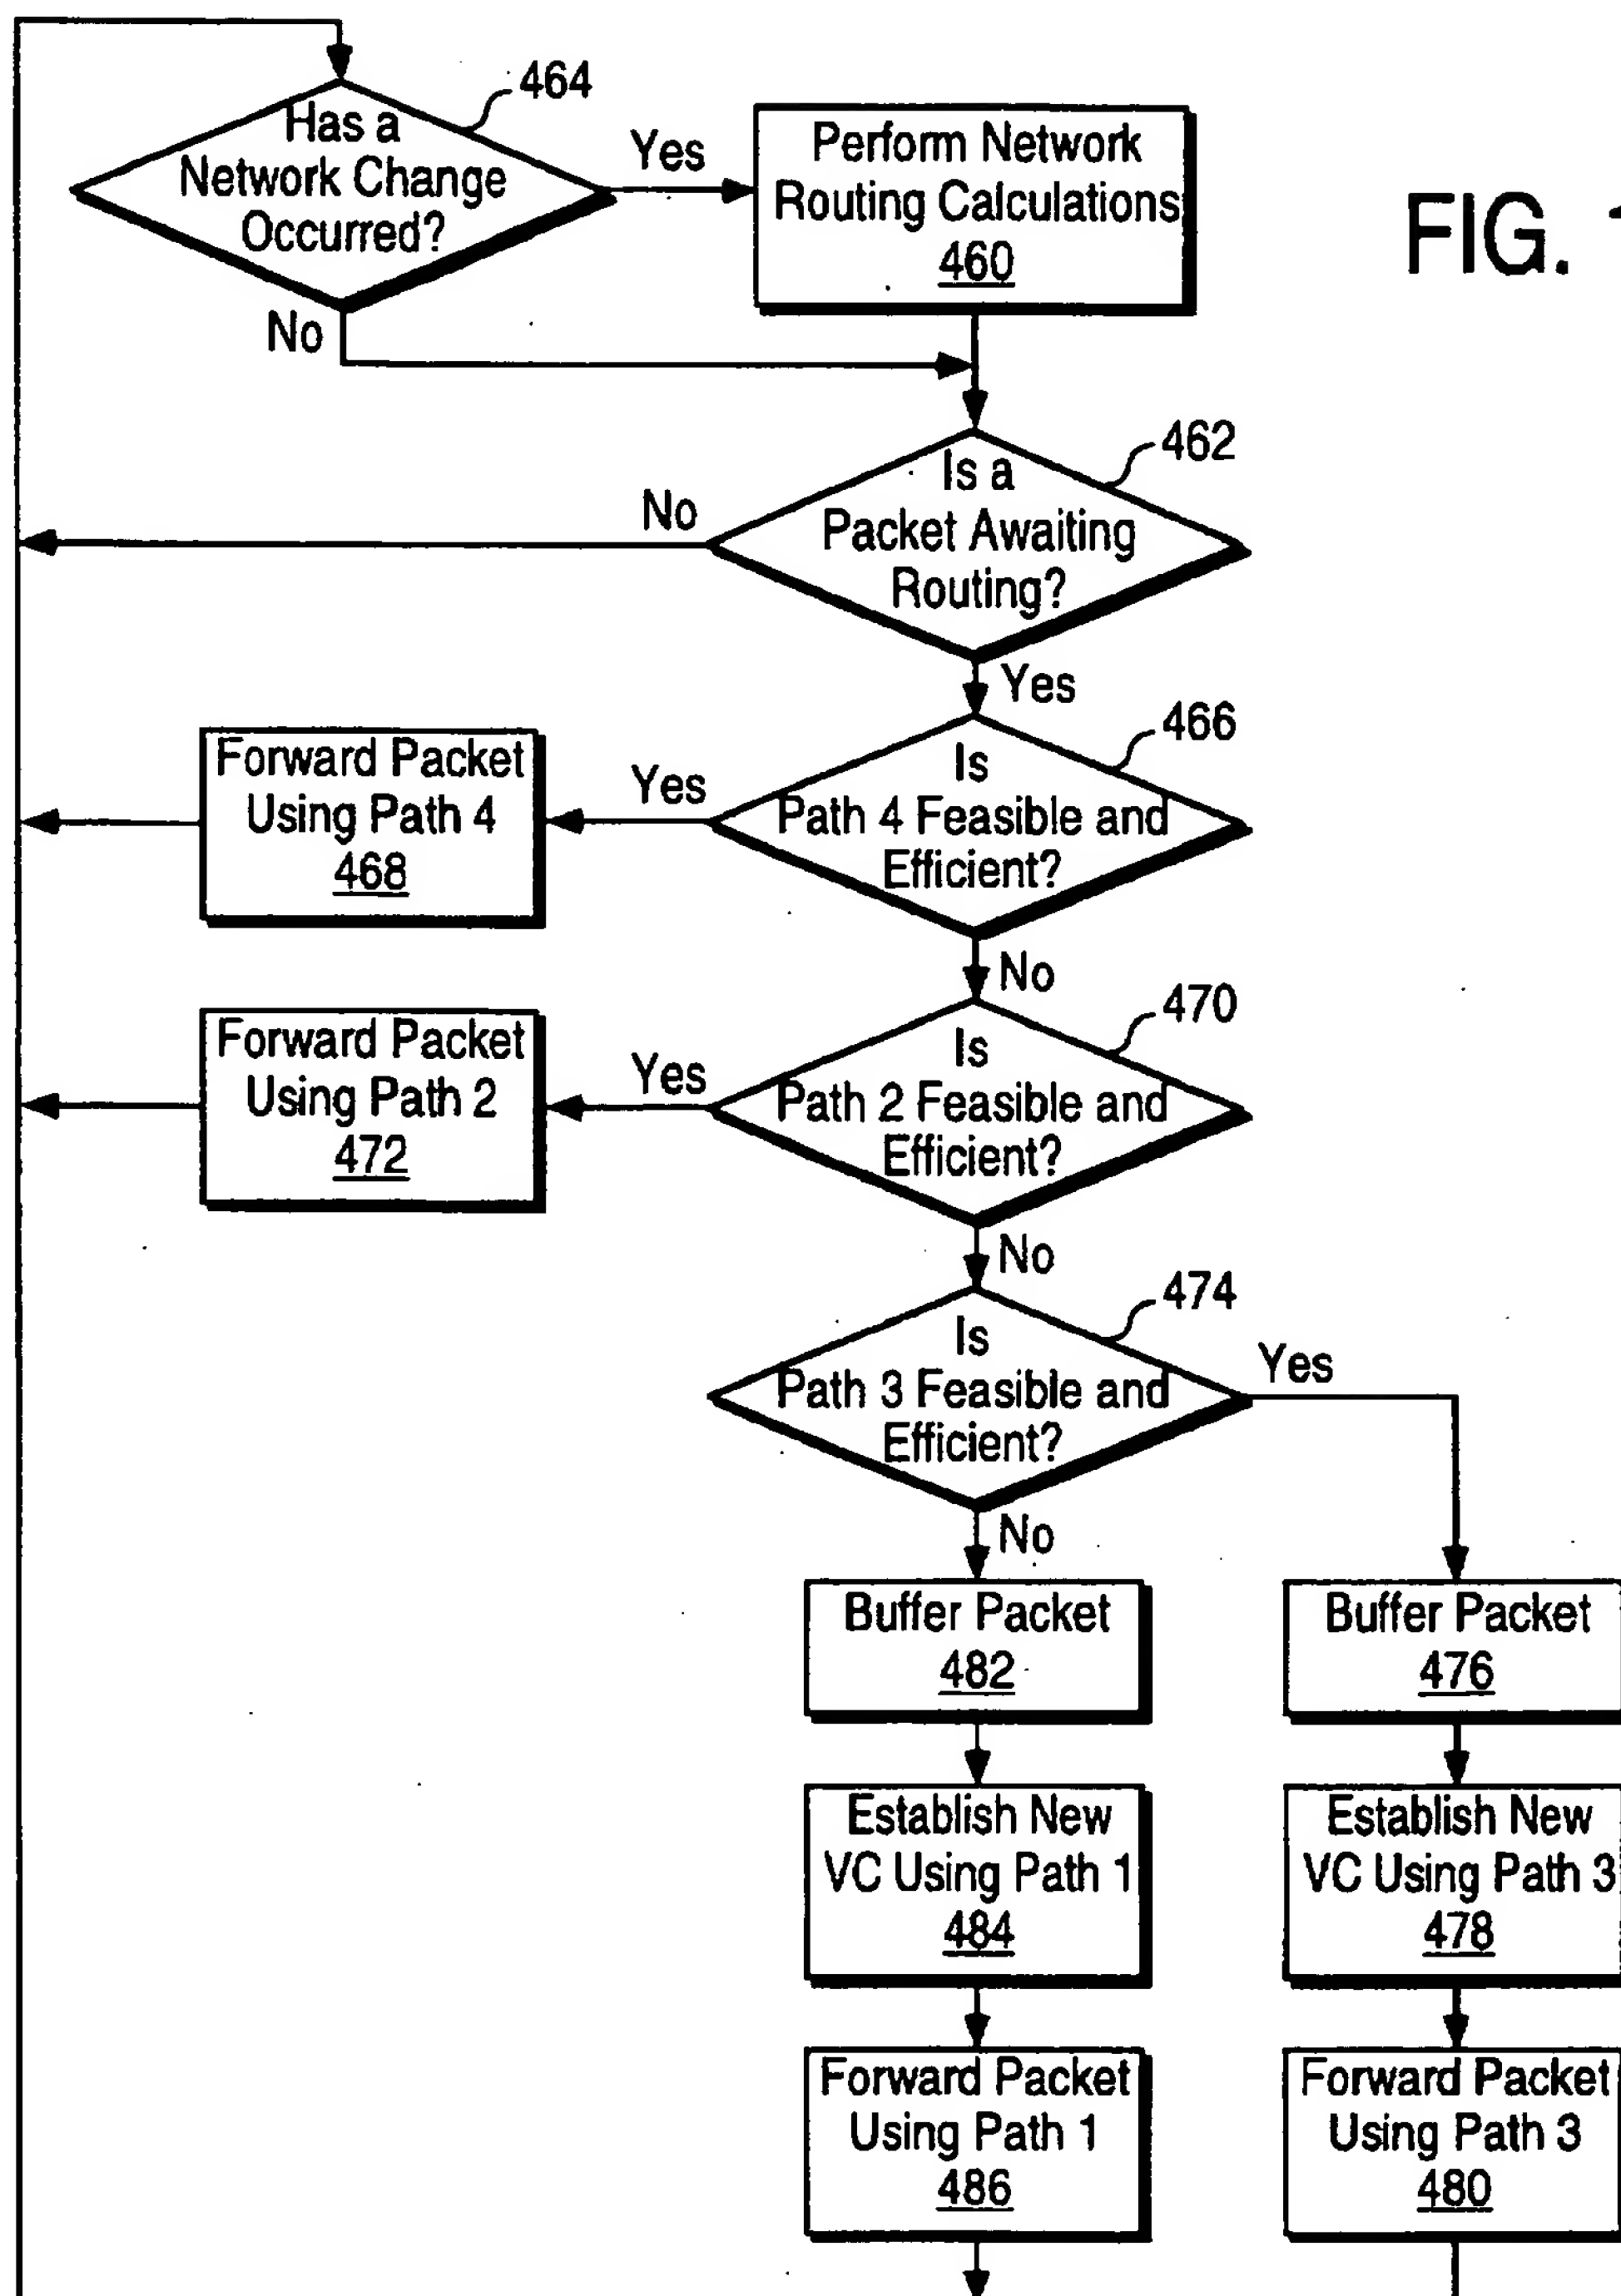 464
Has a
Network Change
Occurred?
Yes
No
Perform Network
Routing Calculations
460
FIG. 1
462
Is a
Packet Awaiting
Routing?
No
Yes
466
Is
Path 4 Feasible and
Efficient?
Yes
No
Forward Packet
Using Path 4
468
470
Is
Path 2 Feasible and
Efficient?
Yes
No
Forward Packet
Using Path 2
472
474
Is
Path 3 Feasible and
Efficient?
Yes
No
Buffer Packet
482
Buffer Packet
476
Establish New
VC Using Path 1
484
Establish New
VC Using Path 3
478
Forward Packet
Using Path 1
486
Forward Packet
Using Path 3
480